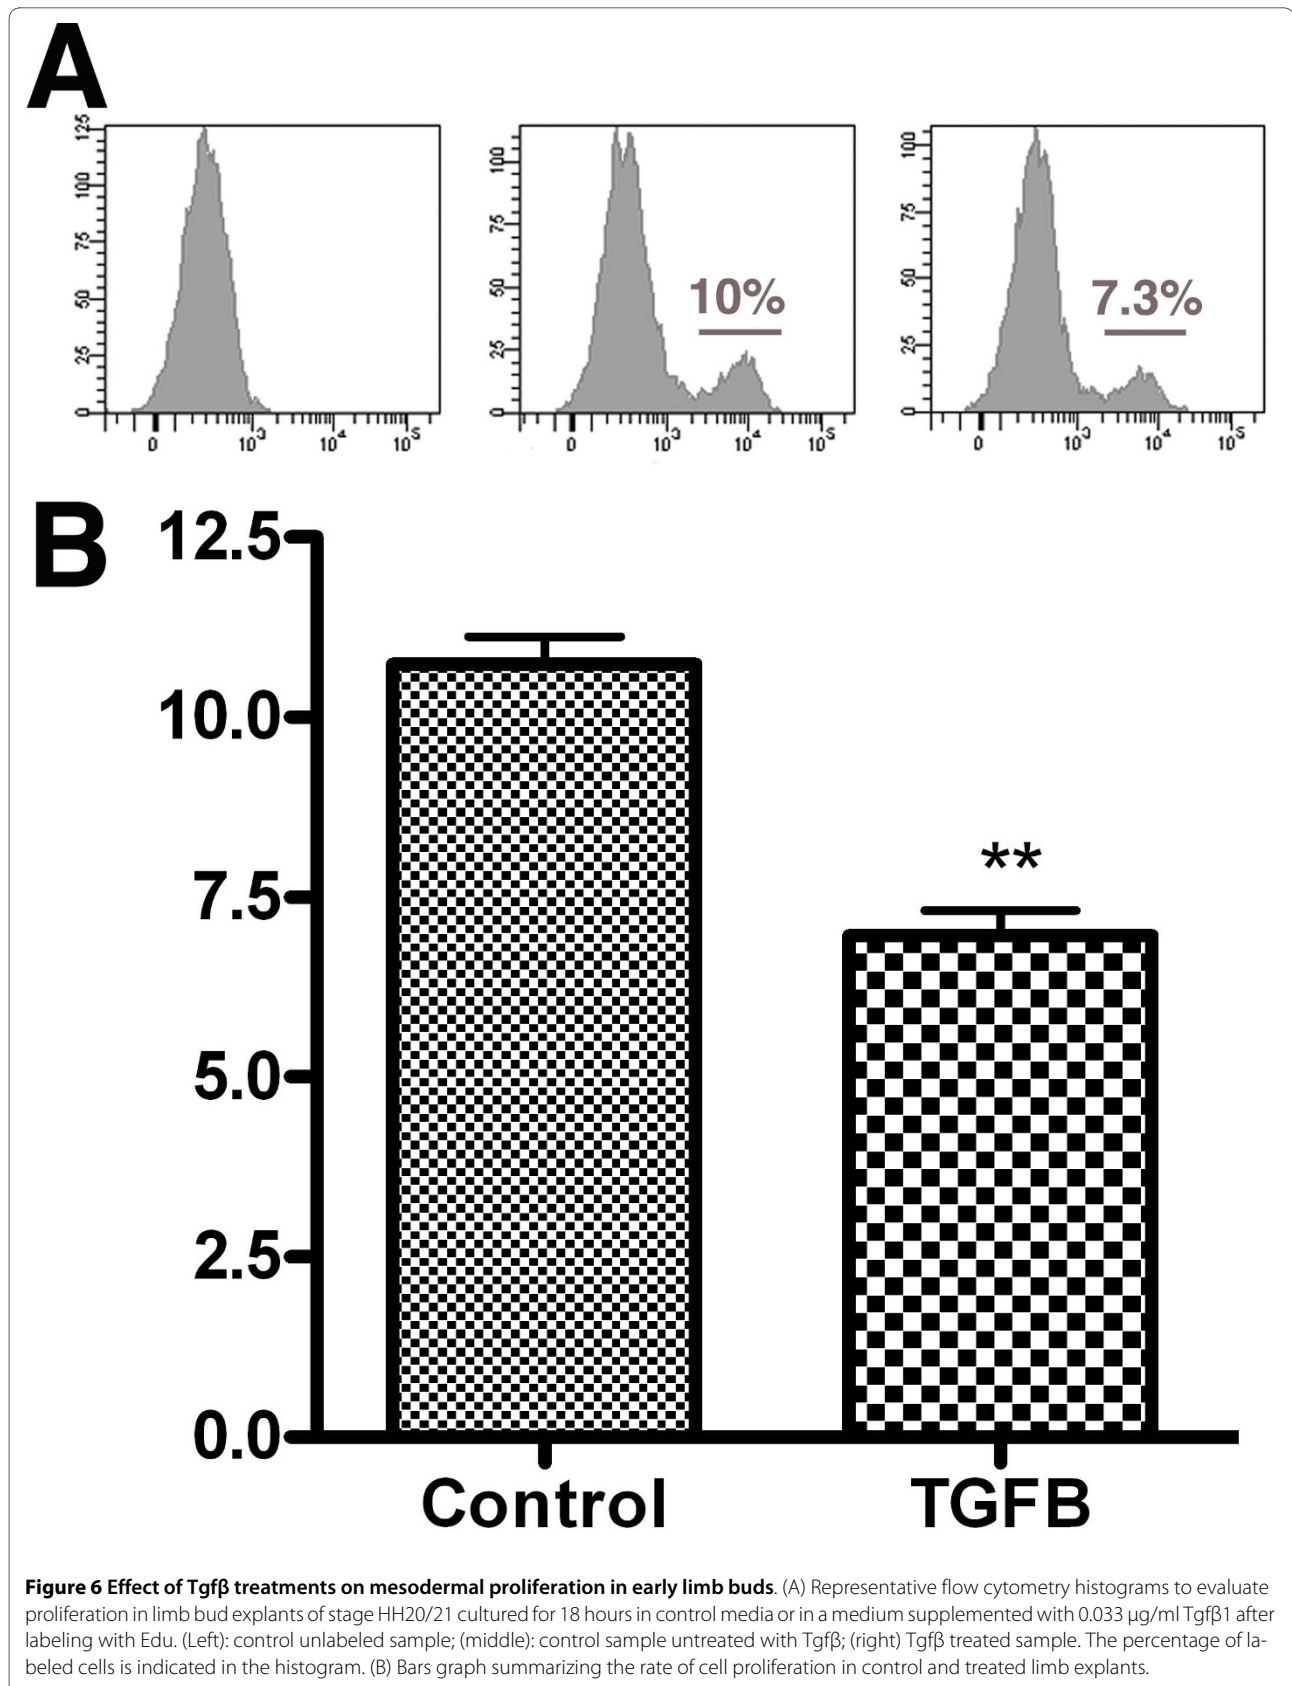 A
125
100
75
50
25
0
0 10³ 10⁴ 10⁵
100
75
50
25
0
10%
0 10³ 10⁴ 10⁵
100
75
50
25
0
7.3%
0 10³ 10⁴ 10⁵
B
12.5
10.0
7.5
5.0
2.5
0.0
**
Control TGFB
Figure 6 Effect of Tgfβ treatments on mesodermal proliferation in early limb buds. (A) Representative flow cytometry histograms to evaluate
proliferation in limb bud explants of stage HH20/21 cultured for 18 hours in control media or in a medium supplemented with 0.033 μg/ml Tgfβ1 after
labeling with Edu. (Left): control unlabeled sample; (middle): control sample untreated with Tgfβ; (right) Tgfβ treated sample. The percentage of la-
beled cells is indicated in the histogram. (B) Bars graph summarizing the rate of cell proliferation in control and treated limb explants.